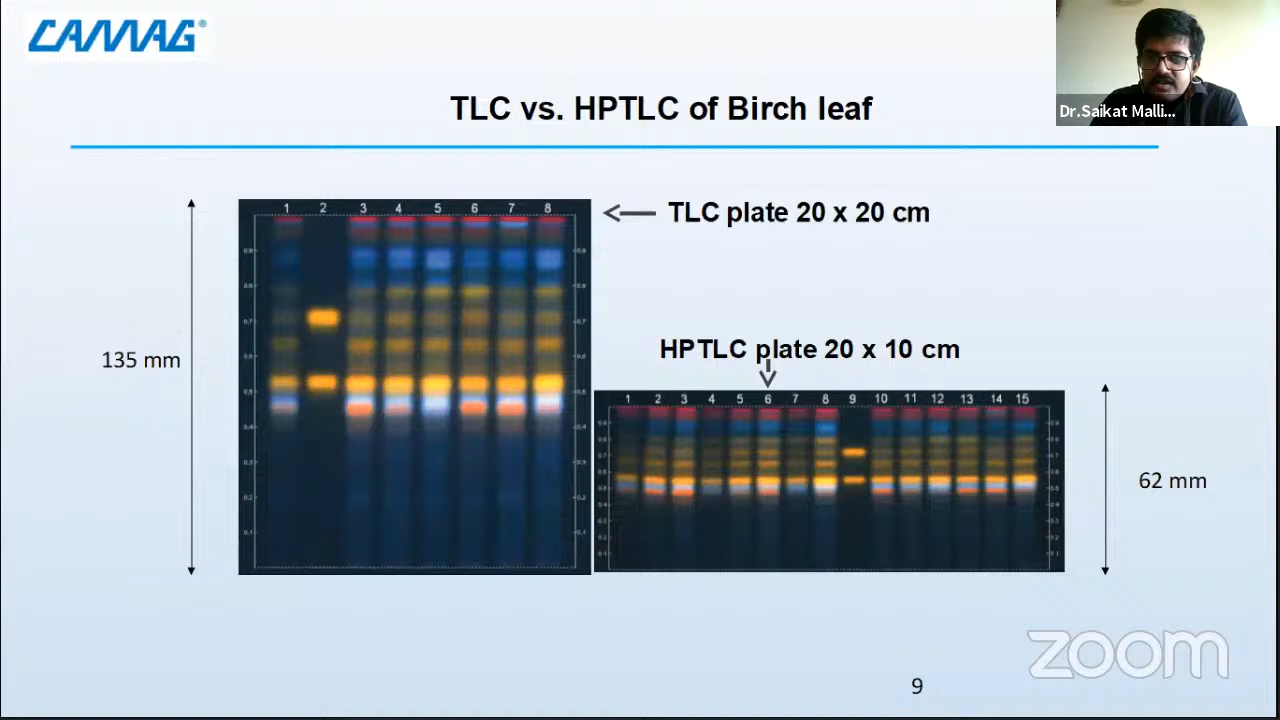 CAMAG®
Dr.Saikat Malli...
TLC vs. HPTLC of Birch leaf
1 2 3 4 5 6 7 8
TLC plate 20 x 20 cm
135 mm
HPTLC plate 20 x 10 cm
1 2 3 4 5 6 7 8 9 10 11 12 13 14 15
62 mm
zoom
9